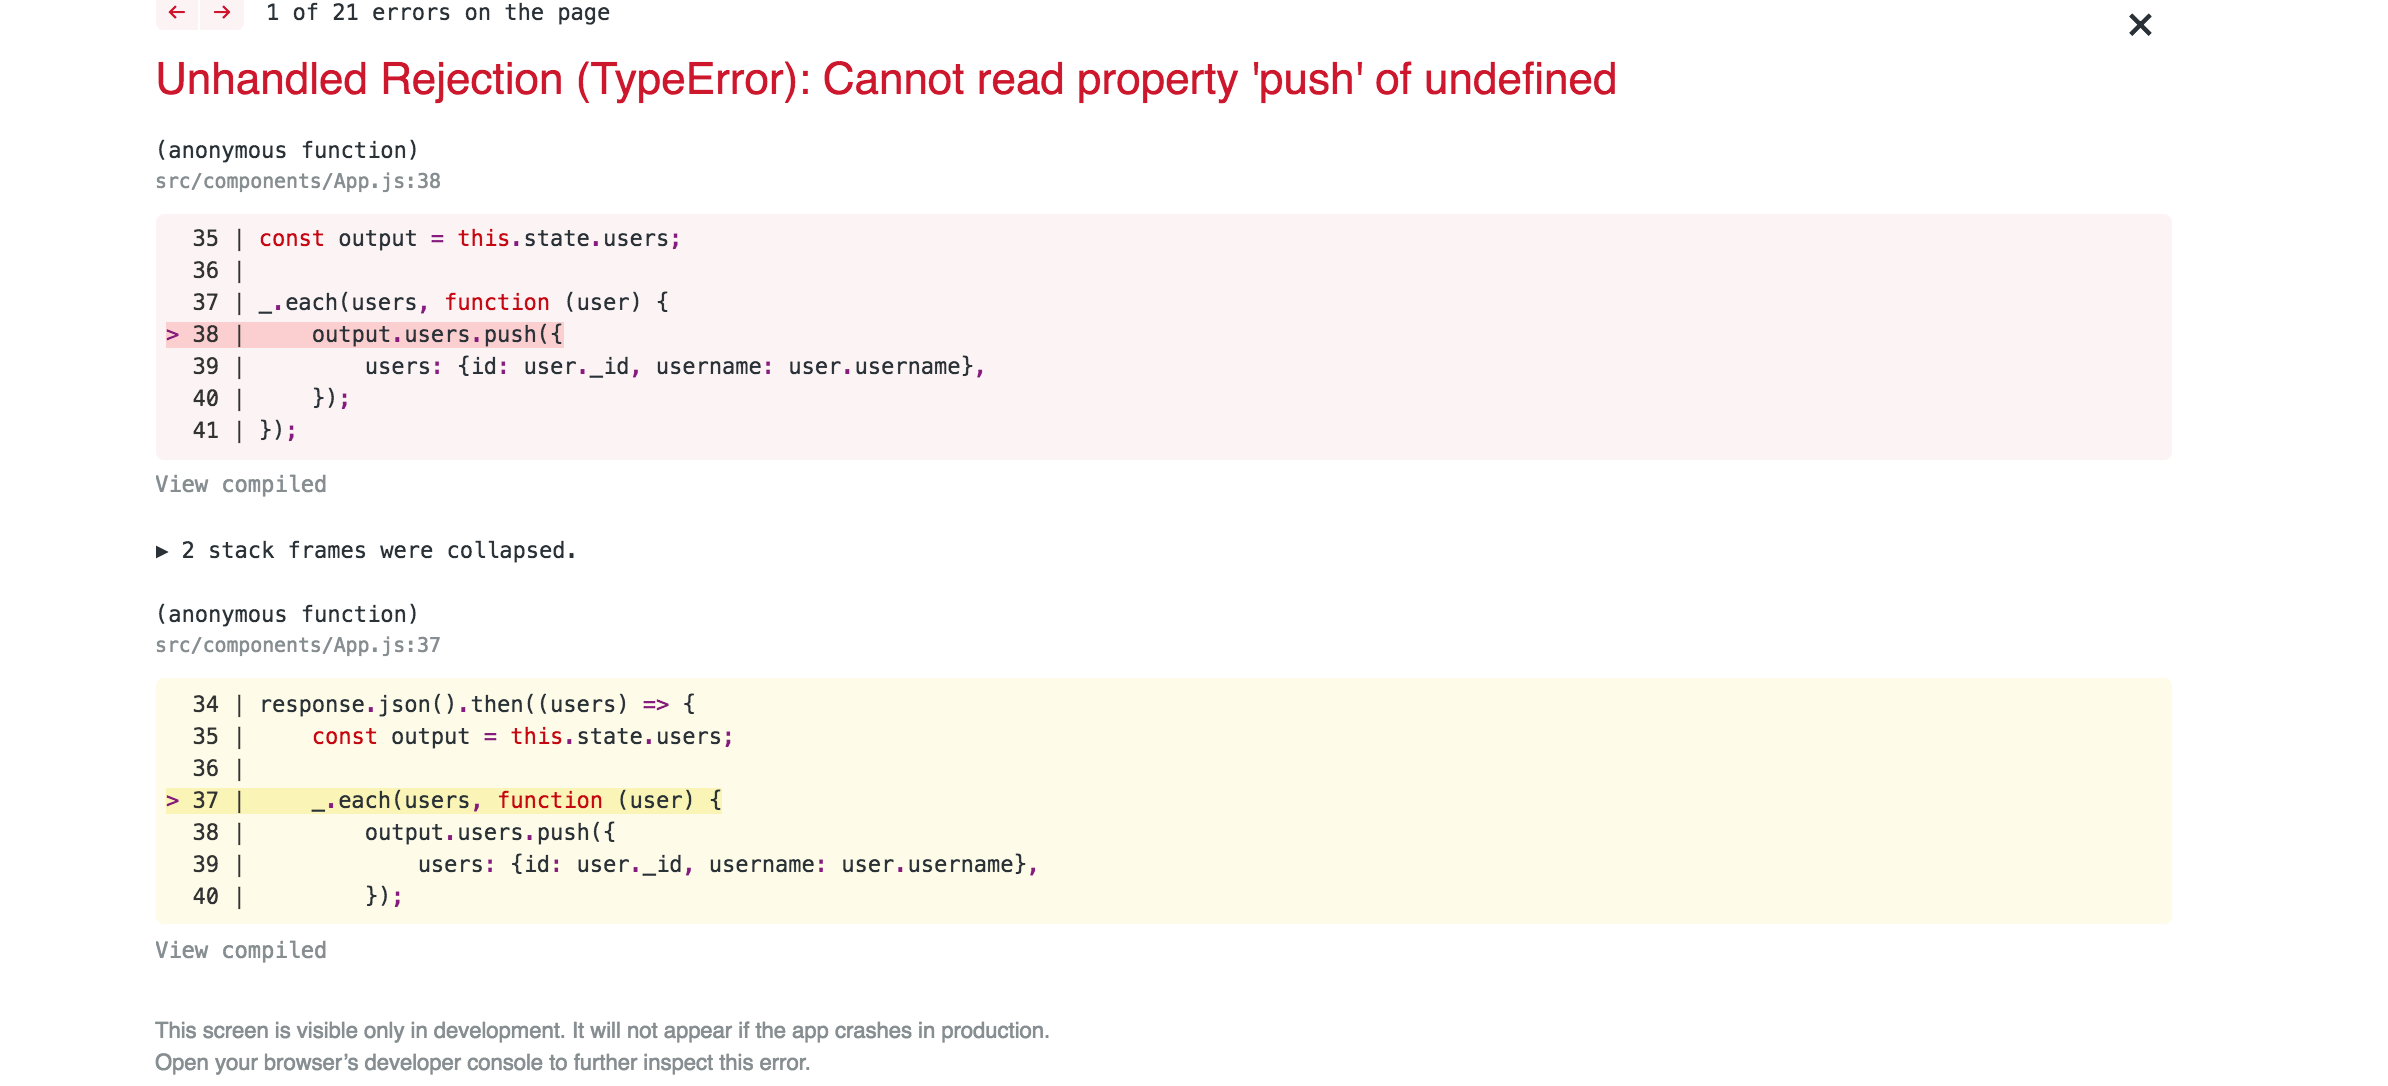 ← → 1 of 21 errors on the page ×
Unhandled Rejection (TypeError): Cannot read property 'push' of undefined
(anonymous function)
src/components/App.js:38
  35 | const output = this.state.users;
  36 |
  37 | _.each(users, function (user) {
> 38 |     output.users.push({
  39 |         users: {id: user._id, username: user.username},
  40 |     });
  41 | });
View compiled
▶ 2 stack frames were collapsed.
(anonymous function)
src/components/App.js:37
  34 | response.json().then((users) => {
  35 |     const output = this.state.users;
  36 |
> 37 |     _.each(users, function (user) {
  38 |         output.users.push({
  39 |             users: {id: user._id, username: user.username},
  40 |         });
View compiled
This screen is visible only in development. It will not appear if the app crashes in production.
Open your browser’s developer console to further inspect this error.